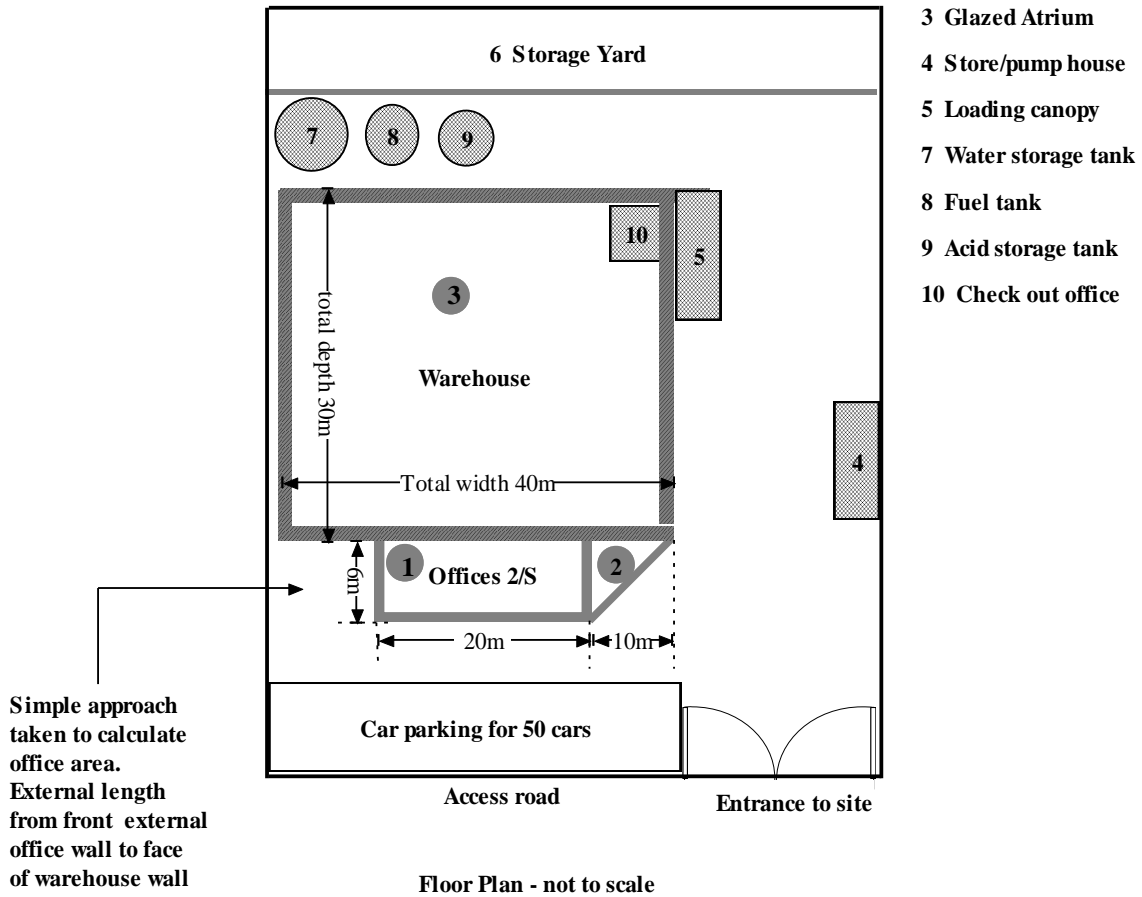 3 Glazed Atrium
6 Storage Yard
4 Store/pump house
5 Loading canopy
7
8
9
7 Water storage tank
8 Fuel tank
10
5
9 Acid storage tank
3
10 Check out office
total depth 30m
Warehouse
4
Total width 40m
1
Offices 2/S
2
6m
20m
10m
Simple approach
taken to calculate
office area.
External length
from front external
office wall to face
of warehouse wall
Car parking for 50 cars
Access road
Entrance to site
Floor Plan - not to scale